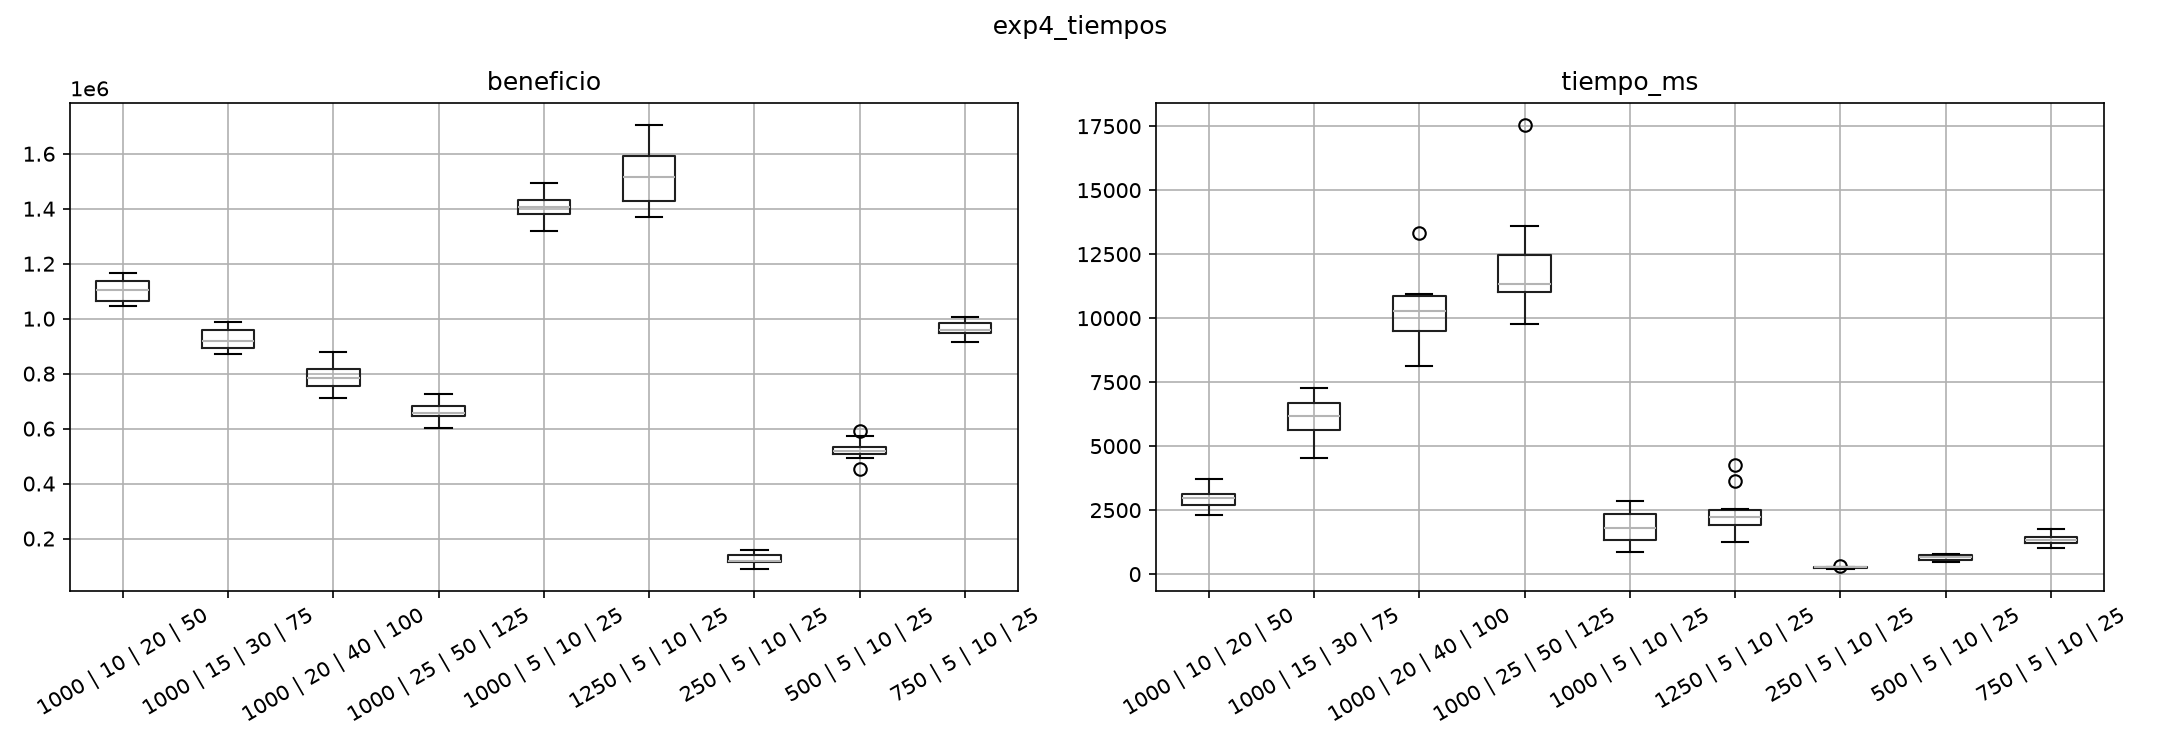 exp4_tiempos
beneficio
1e6
1.6
1.4
1.2
1.0
0.8
0.6
0.4
0.2
1000 | 10 | 20 | 50
1000 | 15 | 30 | 75
1000 | 20 | 40 | 100
1000 | 25 | 50 | 125
1000 | 5 | 10 | 25
1250 | 5 | 10 | 25
250 | 5 | 10 | 25
500 | 5 | 10 | 25
750 | 5 | 10 | 25
tiempo_ms
17500
15000
12500
10000
7500
5000
2500
0
1000 | 10 | 20 | 50
1000 | 15 | 30 | 75
1000 | 20 | 40 | 100
1000 | 25 | 50 | 125
1000 | 5 | 10 | 25
1250 | 5 | 10 | 25
250 | 5 | 10 | 25
500 | 5 | 10 | 25
750 | 5 | 10 | 25